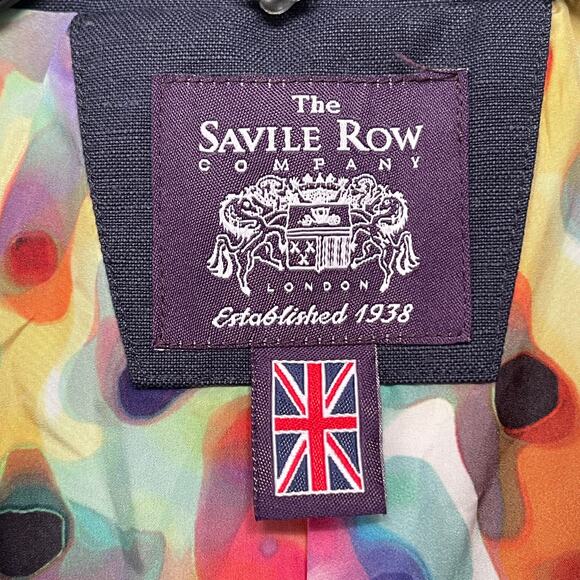 The
SAVILE ROW
COMPANY
LONDON
Established 1938